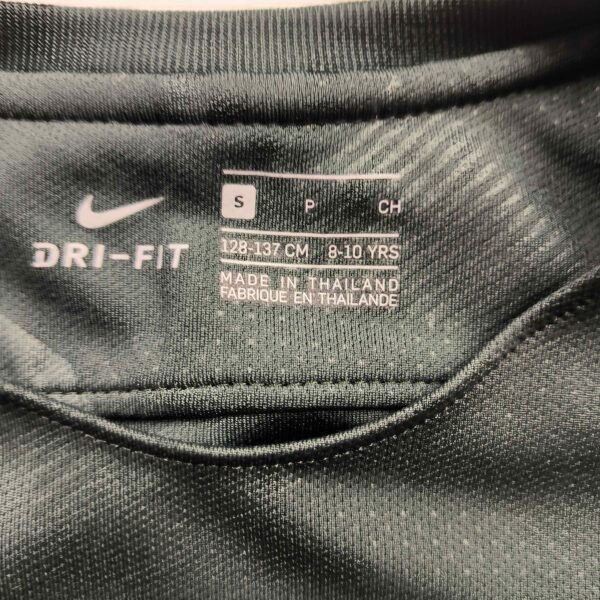 DRI-FIT
S P CH
128-137 CM 8-10 YRS
MADE IN THAILAND
FABRIQUE EN THAILANDE